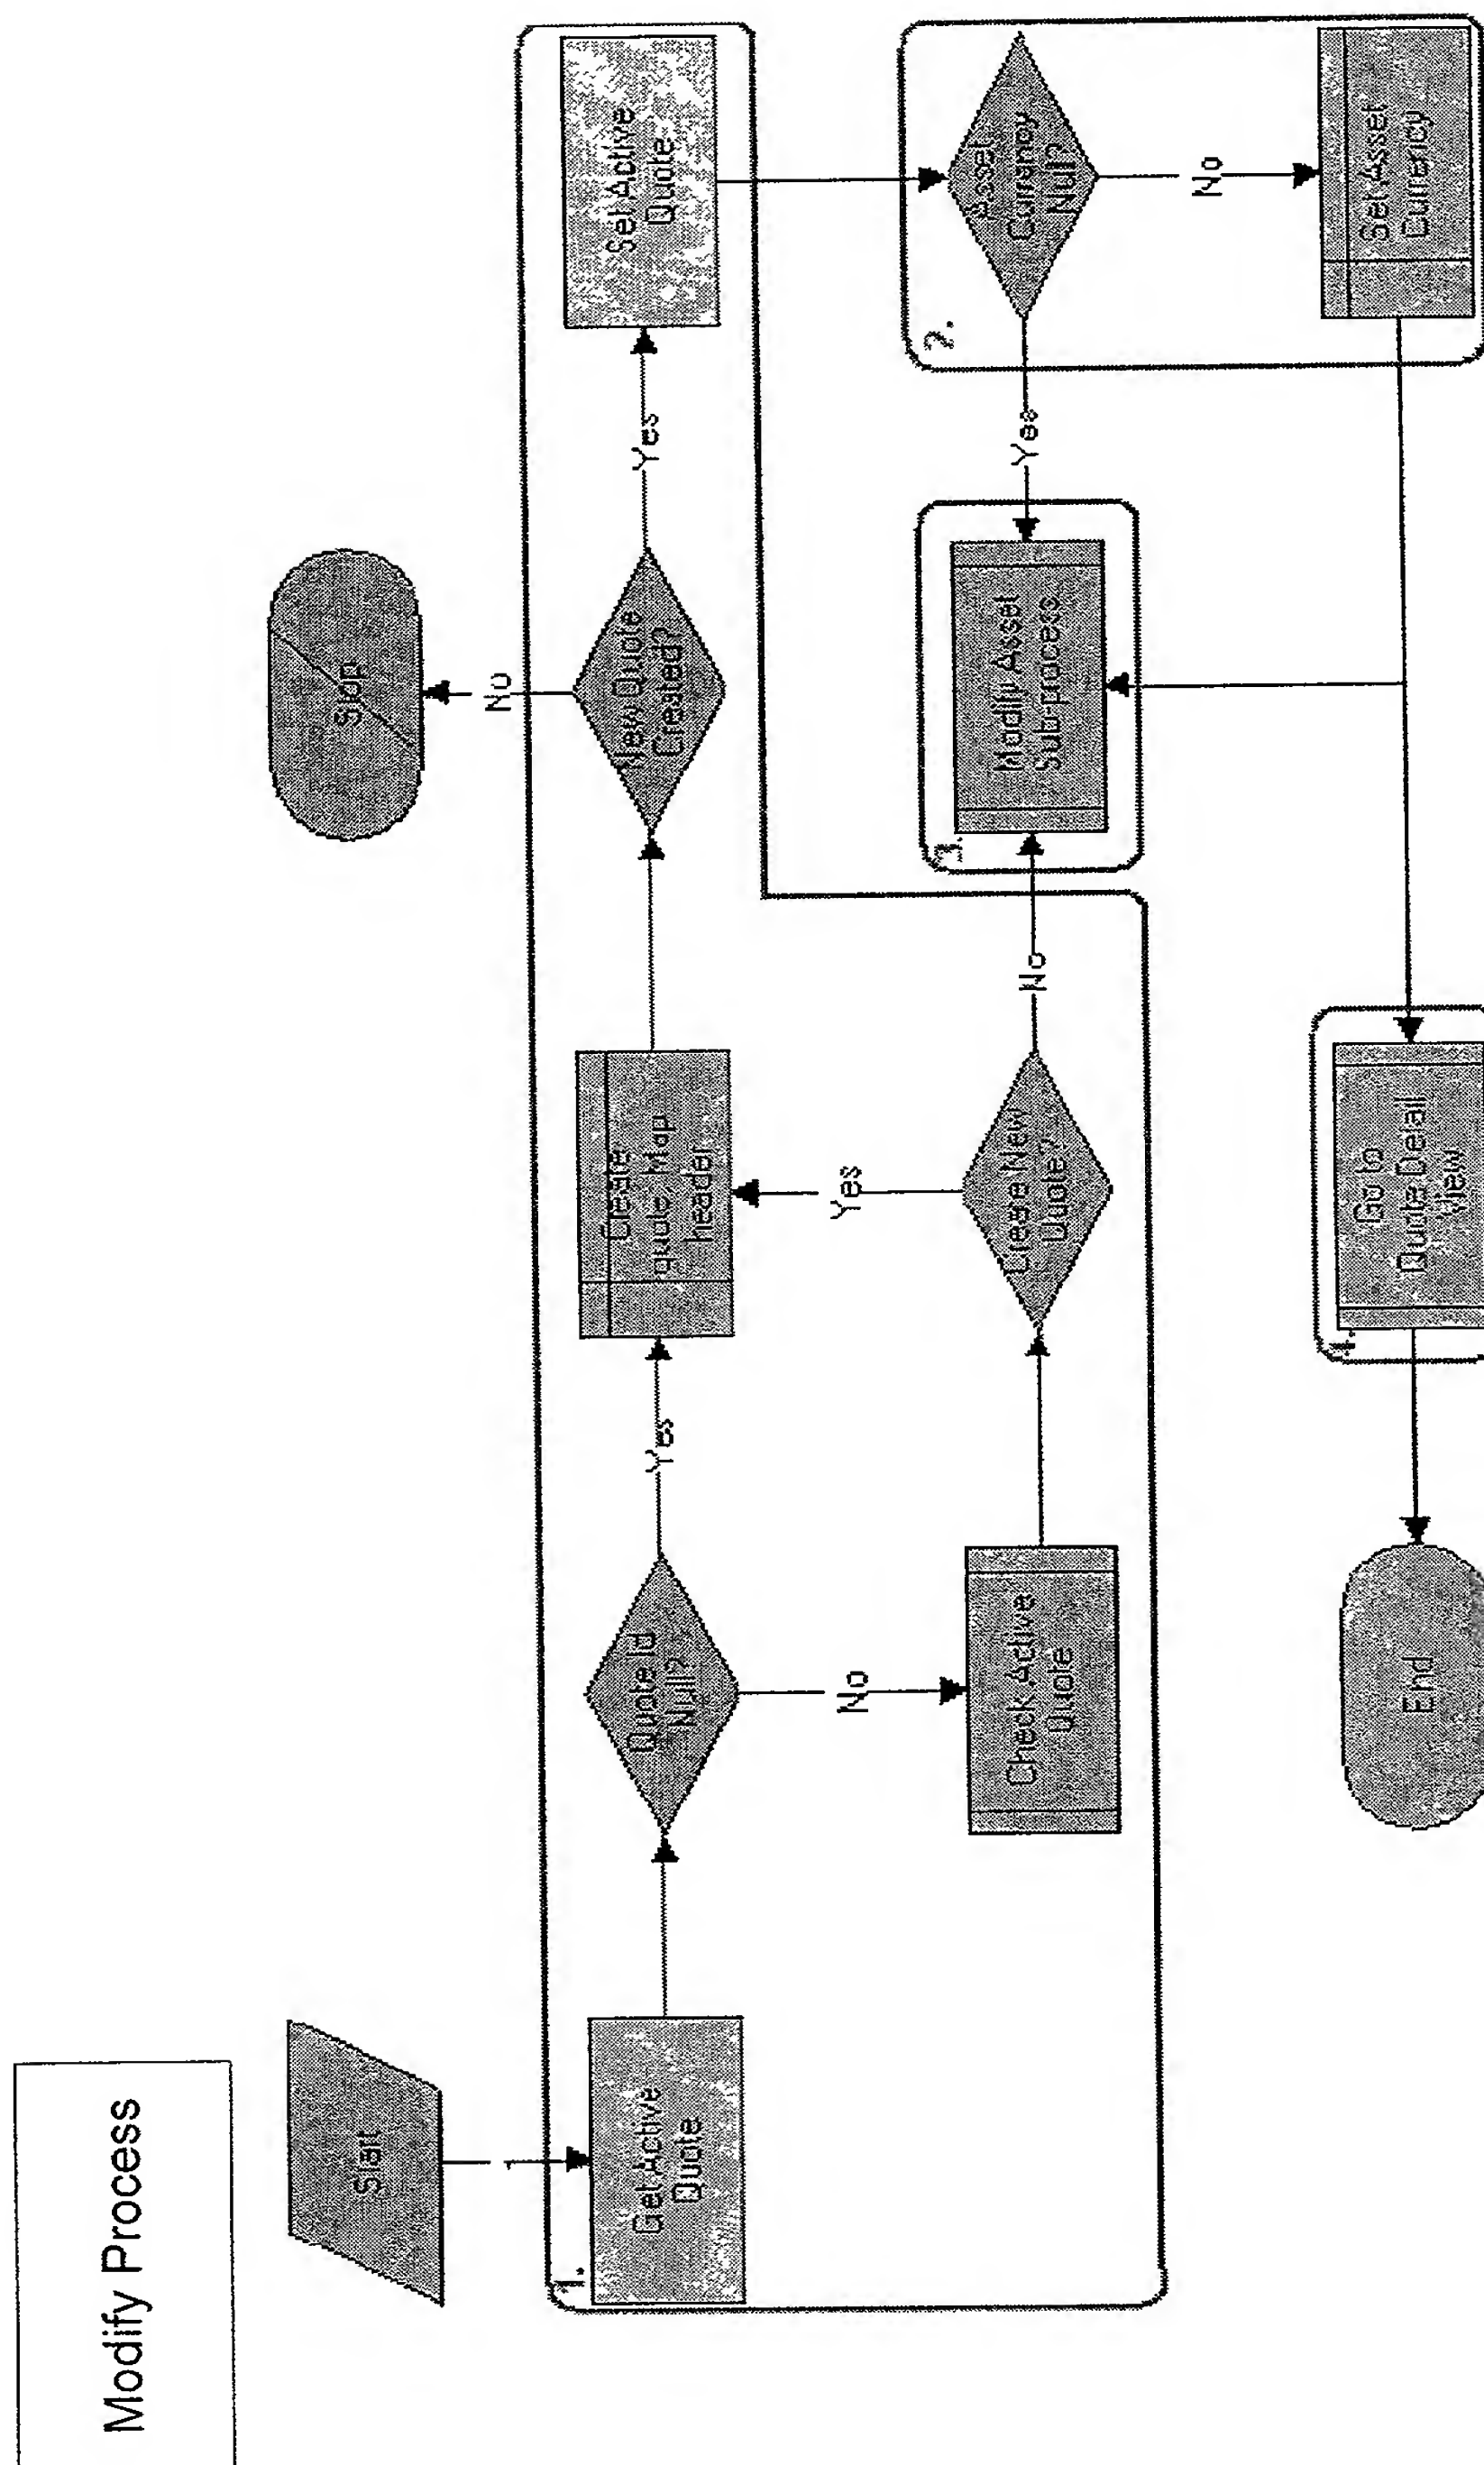 Modify Process
Start
Stop
1.
Get Active
Quote
Quote Id
Null?
Yes
Create
quote, Map
header
New Quote
Created?
No
Yes
Set Active
Quote
No
Check Active
Quote
Create a New
Quote?
Yes
No
3.
Modify Asset
Sub-process
Yes
2.
Asset
Currency
Null?
No
Set Asset
Currency
4.
Go to
Quote Detail
View
End